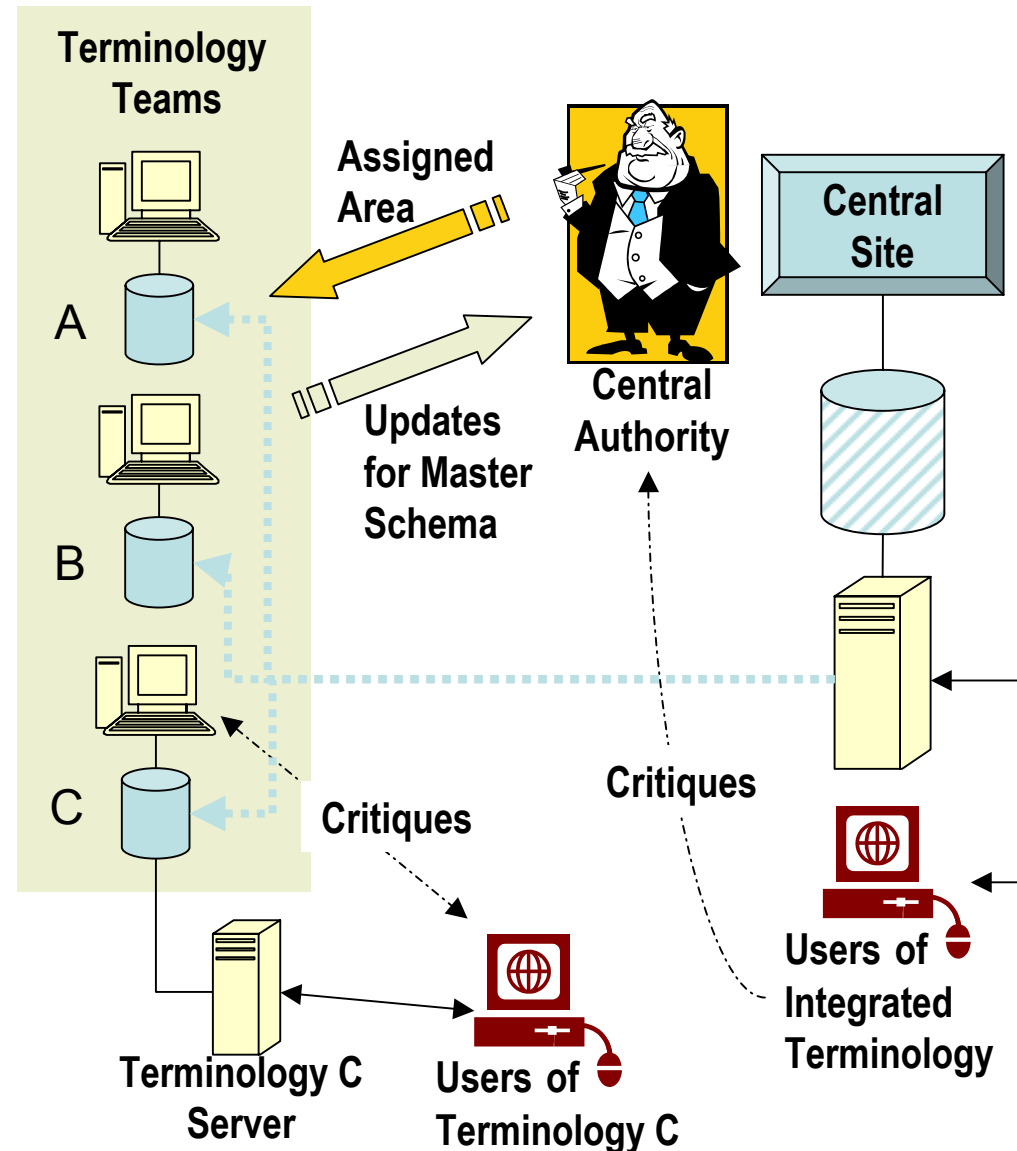 Terminology
Teams
Assigned
Area
Central
Site
A
Central
Authority
Updates
for Master
Schema
B
C
Critiques
Critiques
Users of
Integrated
Terminology
Terminology C
Server
Users of
Terminology C